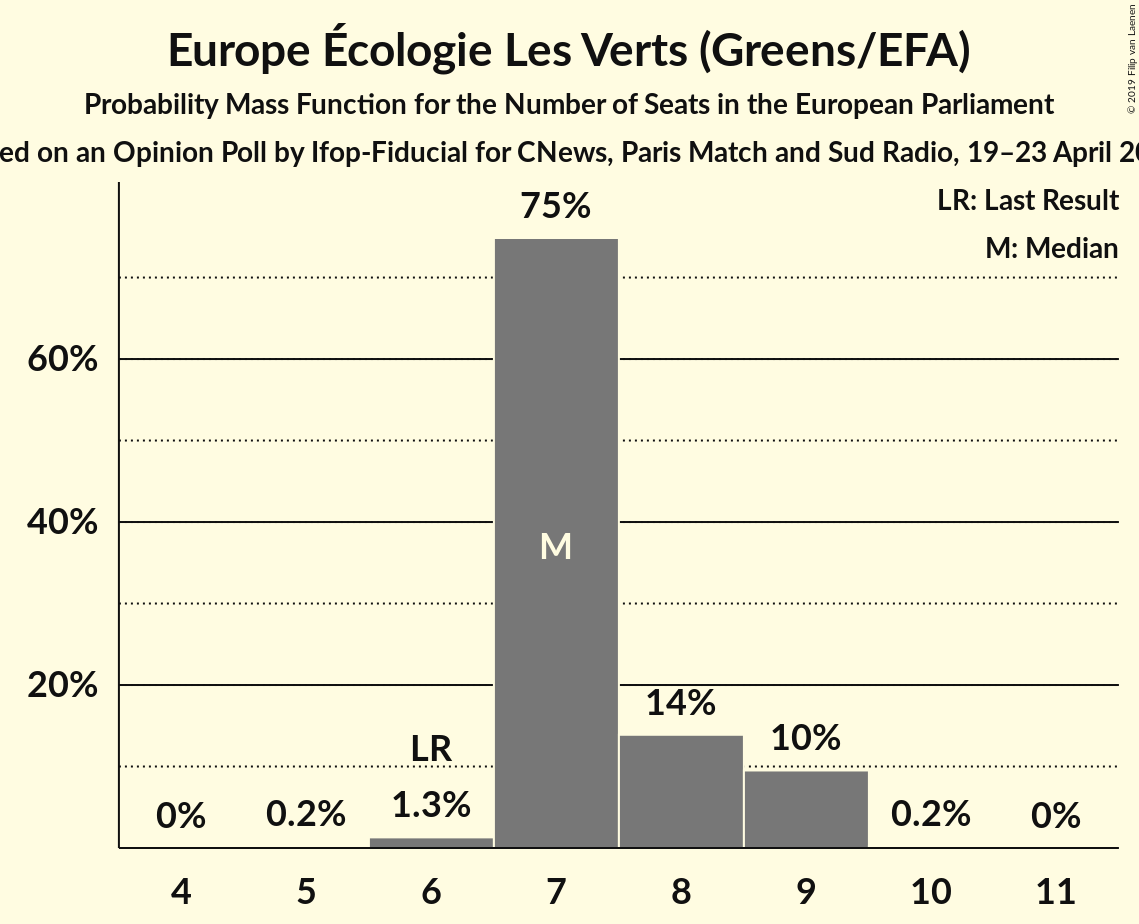 Europe Écologie Les Verts (Greens/EFA)
Probability Mass Function for the Number of Seats in the European Parliament
on an Opinion Poll by Ifop-Fiducial for CNews, Paris Match and Sud Radio, 19–23 April
© 2019 Filip van Laenen
LR: Last Result
M: Median
75%
60%
40%
20%
M
14%
10%
LR
1.3%
0%
0.2%
0.2%
0%
4 5 6 7 8 9 10 11